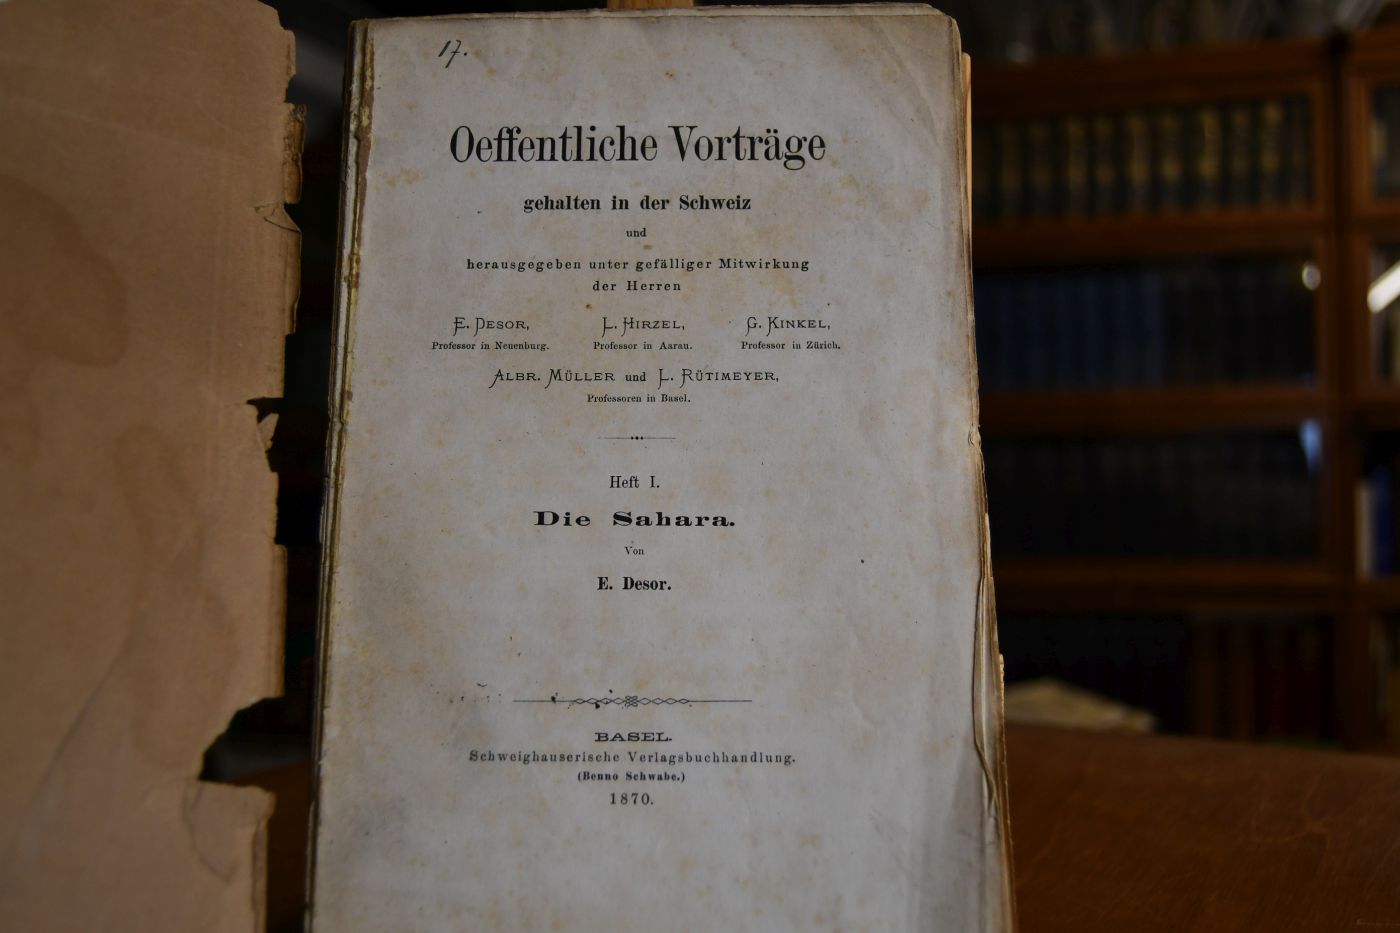 17.
Oeffentliche Vorträge
gehalten in der Schweiz
und
herausgegeben unter gefälliger Mitwirkung
der Herren
E. Desor, L. Hirzel, G. Kinkel,
Professor in Neuenburg. Professor in Aarau. Professor in Zürich.
Albr. Müller und L. Rütimeyer,
Professoren in Basel.
Heft I.
Die Sahara.
Von
E. Desor.
BASEL.
Schweighauserische Verlagsbuchhandlung.
(Benno Schwabe.)
1870.